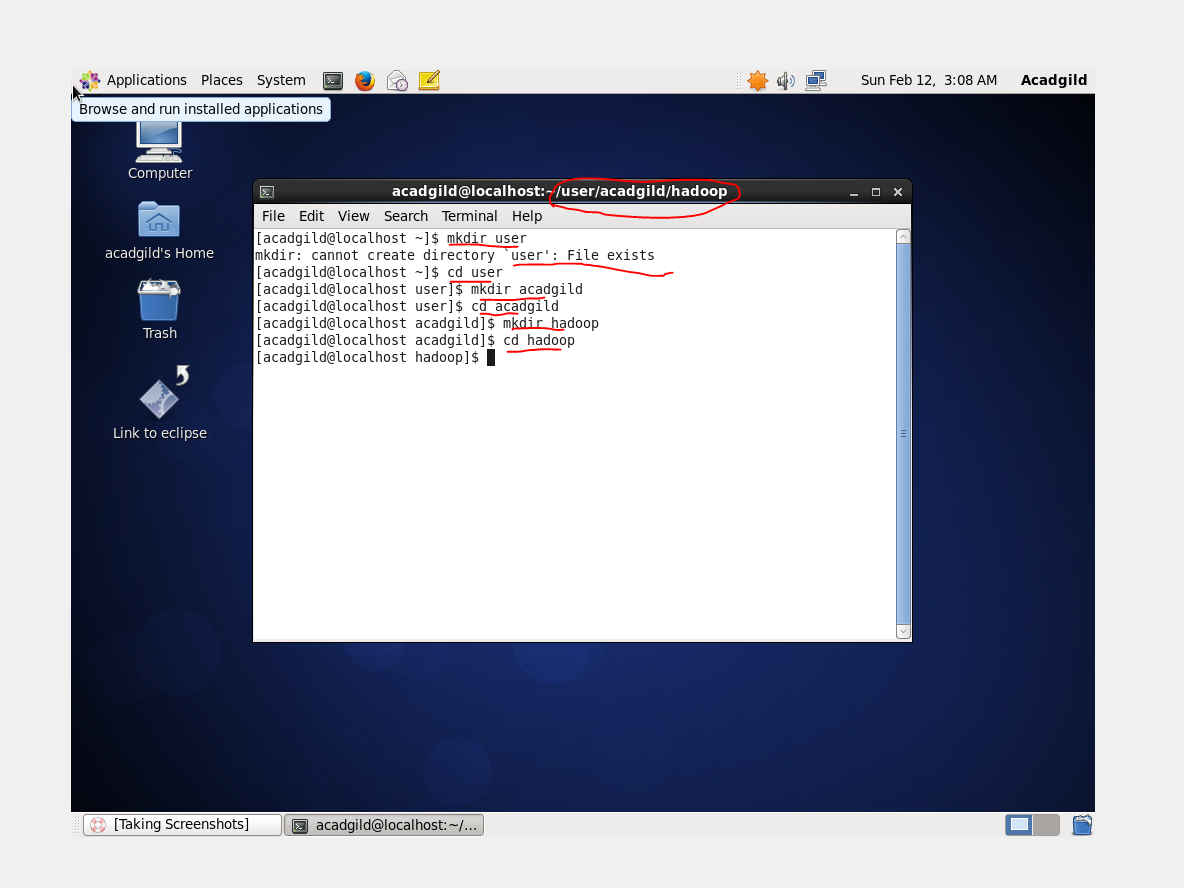 Applications Places System Sun Feb 12, 3:08 AM Acadgild
Browse and run installed applications
Computer
acadgild's Home
Trash
Link to eclipse
acadgild@localhost:~/user/acadgild/hadoop
File Edit View Search Terminal Help
[acadgild@localhost ~]$ mkdir user
mkdir: cannot create directory `user': File exists
[acadgild@localhost ~]$ cd user
[acadgild@localhost user]$ mkdir acadgild
[acadgild@localhost user]$ cd acadgild
[acadgild@localhost acadgild]$ mkdir hadoop
[acadgild@localhost acadgild]$ cd hadoop
[acadgild@localhost hadoop]$
[Taking Screenshots] acadgild@localhost:~/...